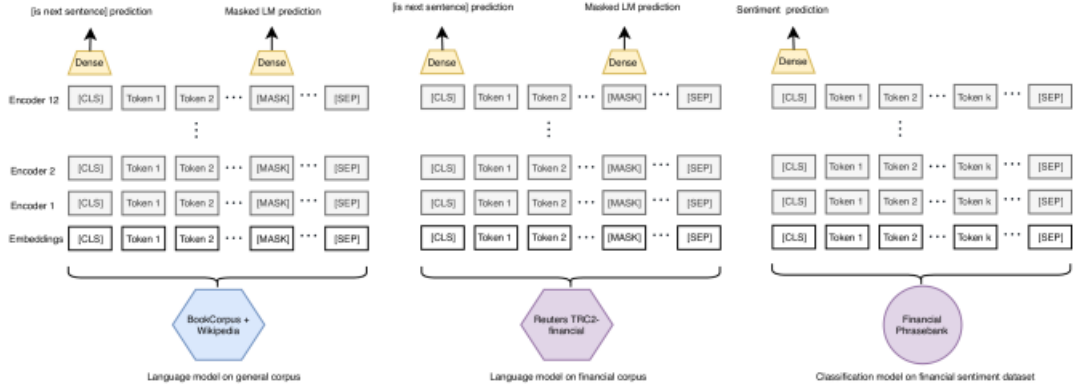 [is next sentence] prediction
Masked LM prediction
[is next sentence] prediction
Masked LM prediction
Sentiment prediction
Dense
Dense
Dense
Dense
Dense
Encoder 12
[CLS] Token 1 Token 2 ··· [MASK] ··· [SEP]
[CLS] Token 1 Token 2 ··· [MASK] ··· [SEP]
[CLS] Token 1 Token 2 ··· Token k ··· [SEP]
Encoder 2
[CLS] Token 1 Token 2 ··· [MASK] ··· [SEP]
[CLS] Token 1 Token 2 ··· [MASK] ··· [SEP]
[CLS] Token 1 Token 2 ··· Token k ··· [SEP]
Encoder 1
[CLS] Token 1 Token 2 ··· [MASK] ··· [SEP]
[CLS] Token 1 Token 2 ··· [MASK] ··· [SEP]
[CLS] Token 1 Token 2 ··· Token k ··· [SEP]
Embeddings
[CLS] Token 1 Token 2 ··· [MASK] ··· [SEP]
[CLS] Token 1 Token 2 ··· [MASK] ··· [SEP]
[CLS] Token 1 Token 2 ··· Token k ··· [SEP]
BookCorpus +
Wikipedia
Reuters TRC2-
financial
Financial
Phrasebank
Language model on general corpus
Language model on financial corpus
Classification model on financial sentiment dataset